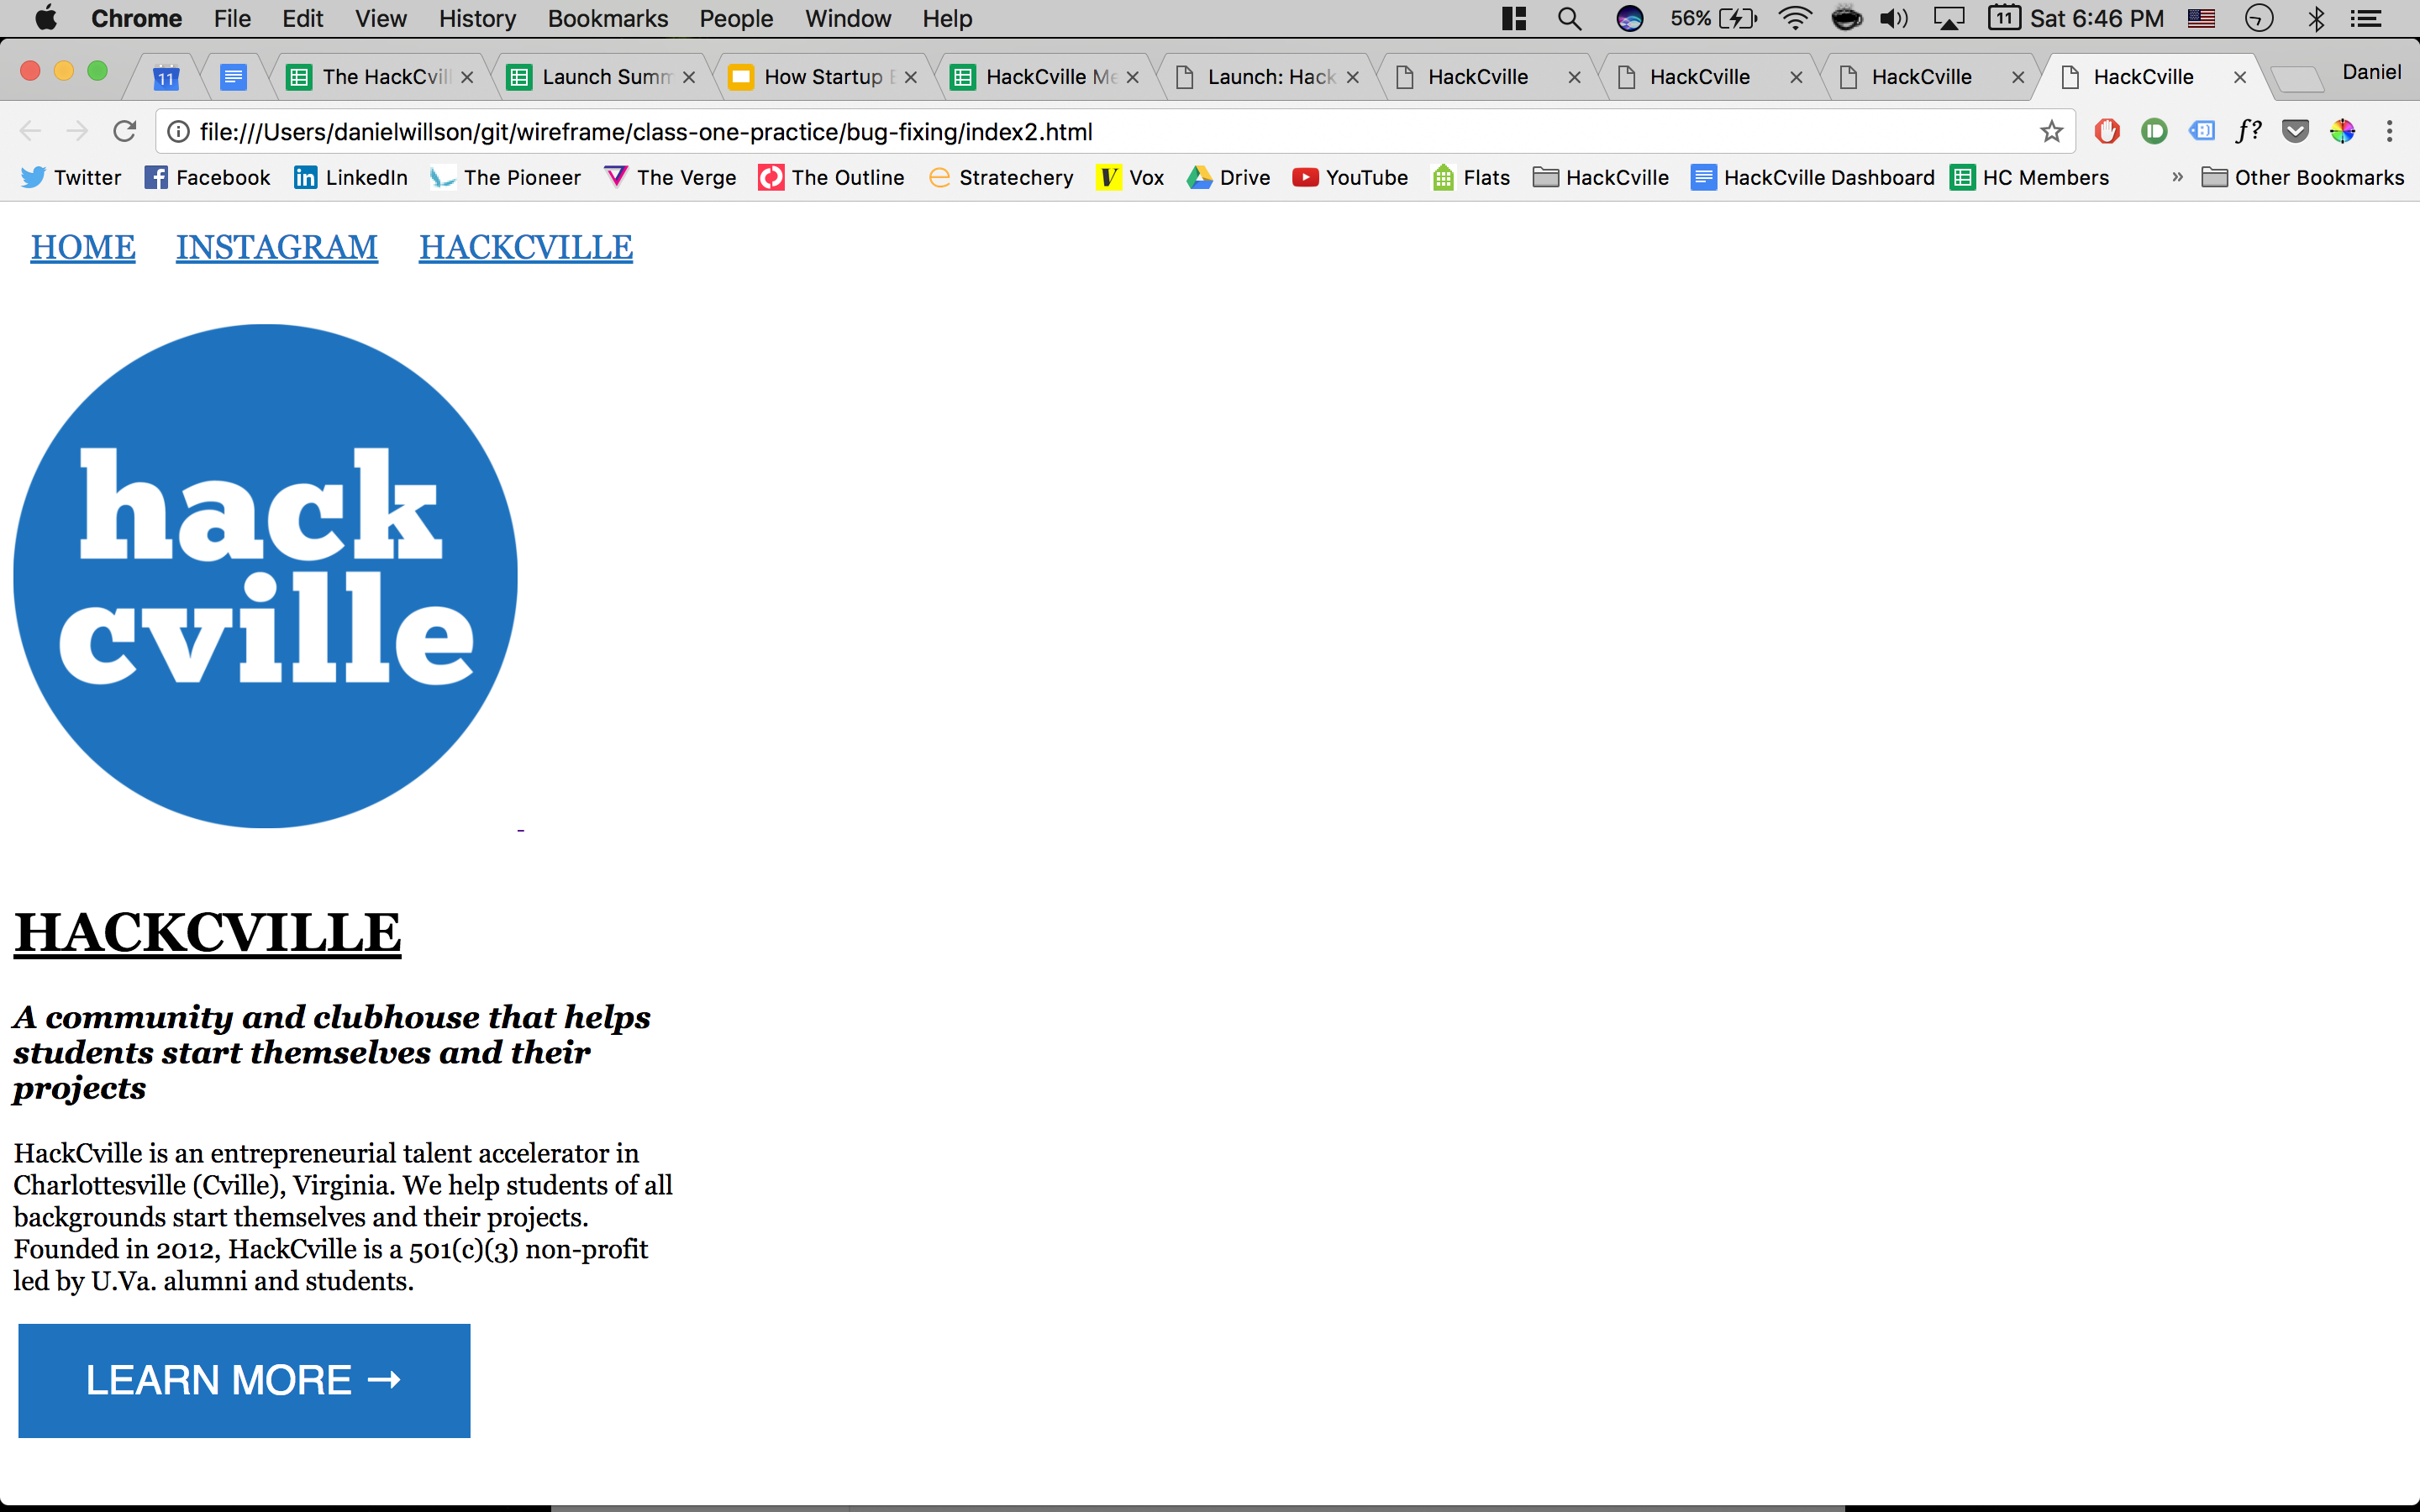 Chrome File Edit View History Bookmarks People Window Help 56% 11 Sat 6:46 PM
11 The HackCvill Launch Summ How Startup HackCville Me Launch: Hack HackCville HackCville HackCville HackCville Daniel
file:///Users/danielwillson/git/wireframe/class-one-practice/bug-fixing/index2.html f?
Twitter Facebook LinkedIn The Pioneer The Verge The Outline Stratechery Vox Drive YouTube Flats HackCville HackCville Dashboard HC Members » Other Bookmarks
HOME INSTAGRAM HACKCVILLE
hack
cville
HACKCVILLE
A community and clubhouse that helps
students start themselves and their
projects
HackCville is an entrepreneurial talent accelerator in
Charlottesville (Cville), Virginia. We help students of all
backgrounds start themselves and their projects.
Founded in 2012, HackCville is a 501(c)(3) non-profit
led by U.Va. alumni and students.
LEARN MORE →